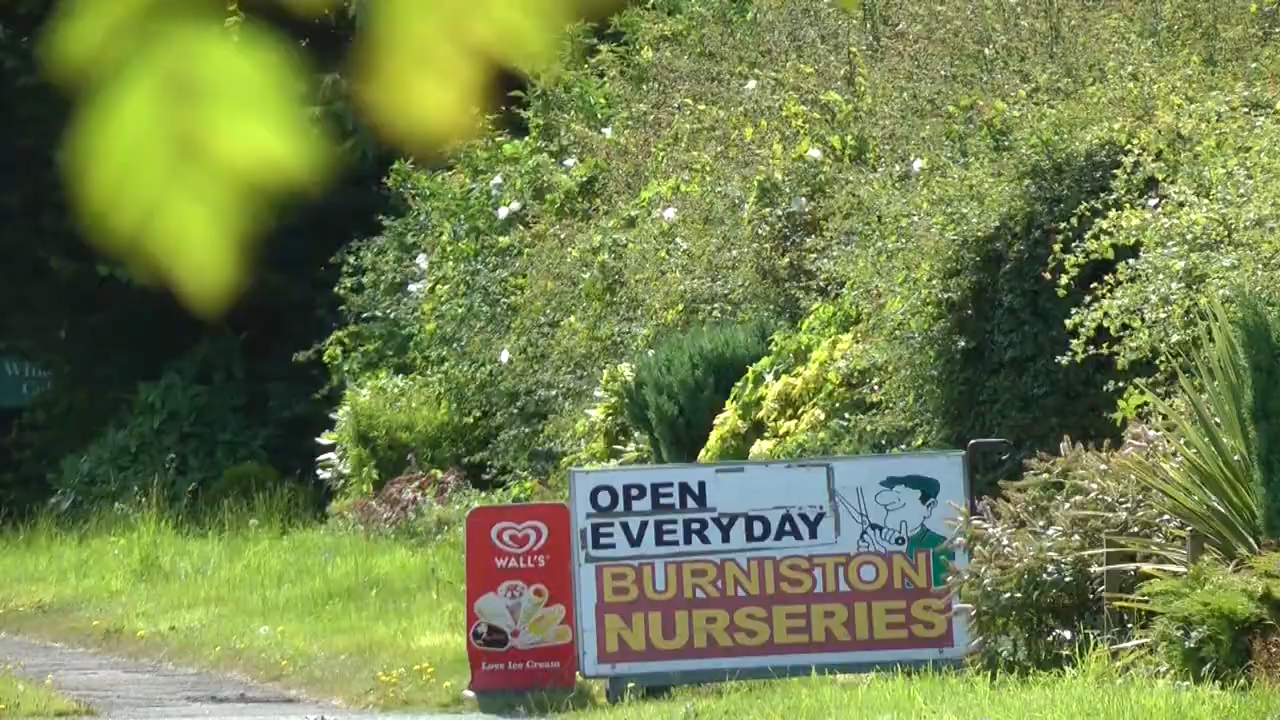 OPEN
EVERYDAY
BURNISTON
NURSERIES
WALL'S
Love Ice Cream